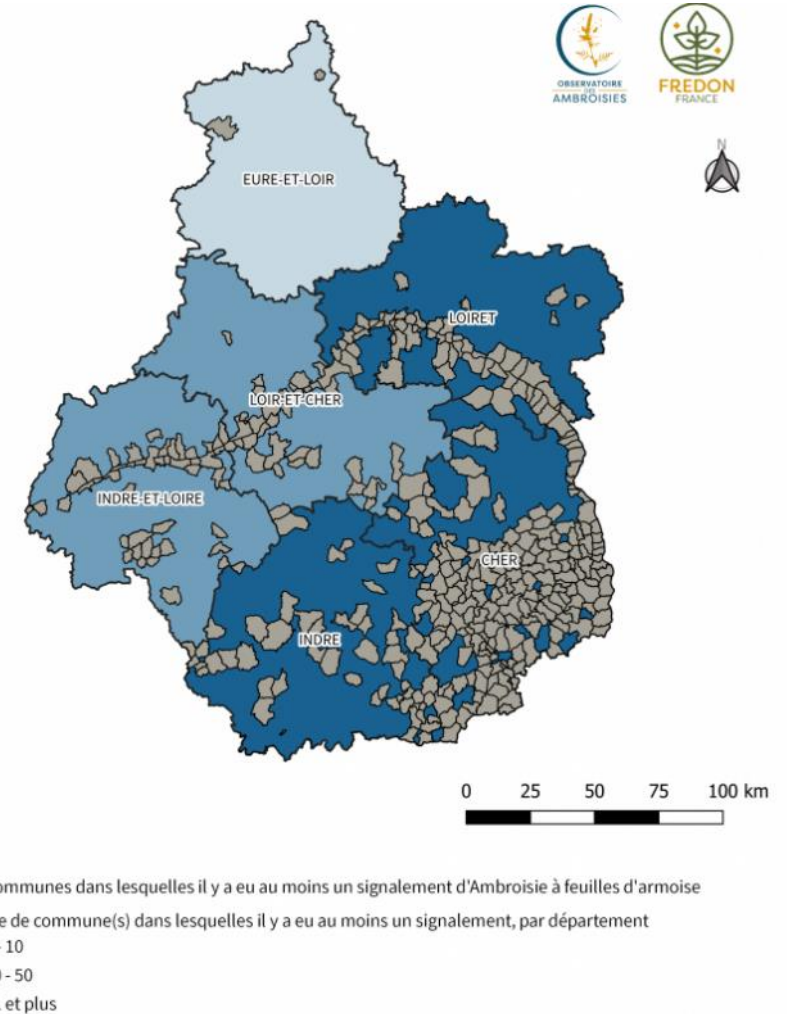 OBSERVATOIRE
DES
AMBROISIES
FREDON
FRANCE
N
EURE-ET-LOIR
LOIRET
LOIR-ET-CHER
INDRE-ET-LOIRE
CHER
INDRE
0 25 50 75 100 km
dans lesquelles il y a eu au moins un signalement d'Ambroisie à feuilles d'armoise
de commune(s) dans lesquelles il y a eu au moins un signalement, par département
- 10
- 50
et plus